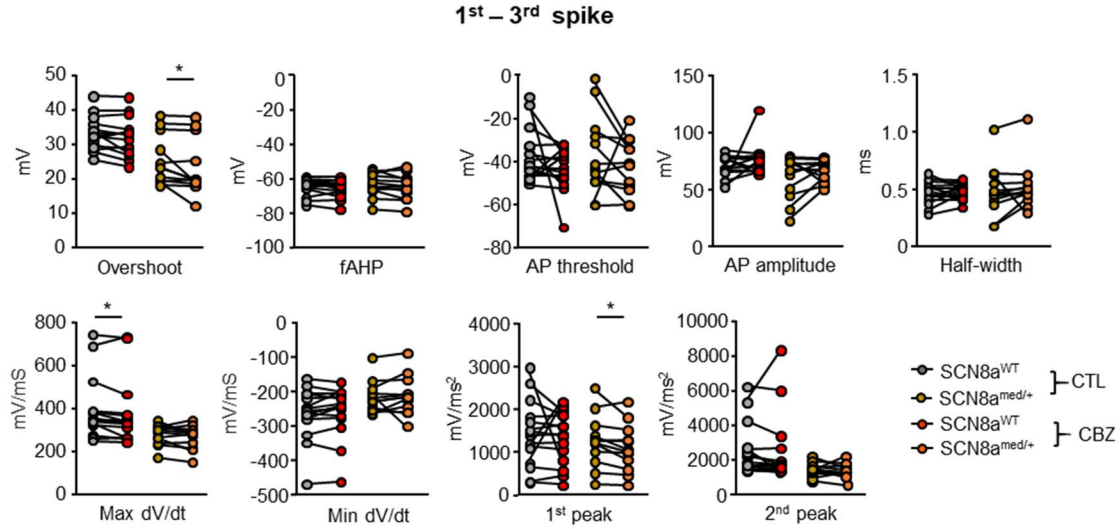 1st – 3rd spike
*
50
40
30
20
10
0
mV
Overshoot
0
-20
-40
-60
-80
-100
mV
fAHP
0
-20
-40
-60
-80
mV
AP threshold
150
100
50
0
mV
AP amplitude
1.5
1.0
0.5
0
ms
Half-width
*
800
600
400
200
0
mV/mS
Max dV/dt
0
-100
-200
-300
-400
-500
mV/mS
Min dV/dt
*
4000
3000
2000
1000
0
mV/ms2
1st peak
10000
8000
6000
4000
2000
0
mV/ms2
2nd peak
SCN8aWT
SCN8amed/+
CTL
SCN8aWT
SCN8amed/+
CBZ